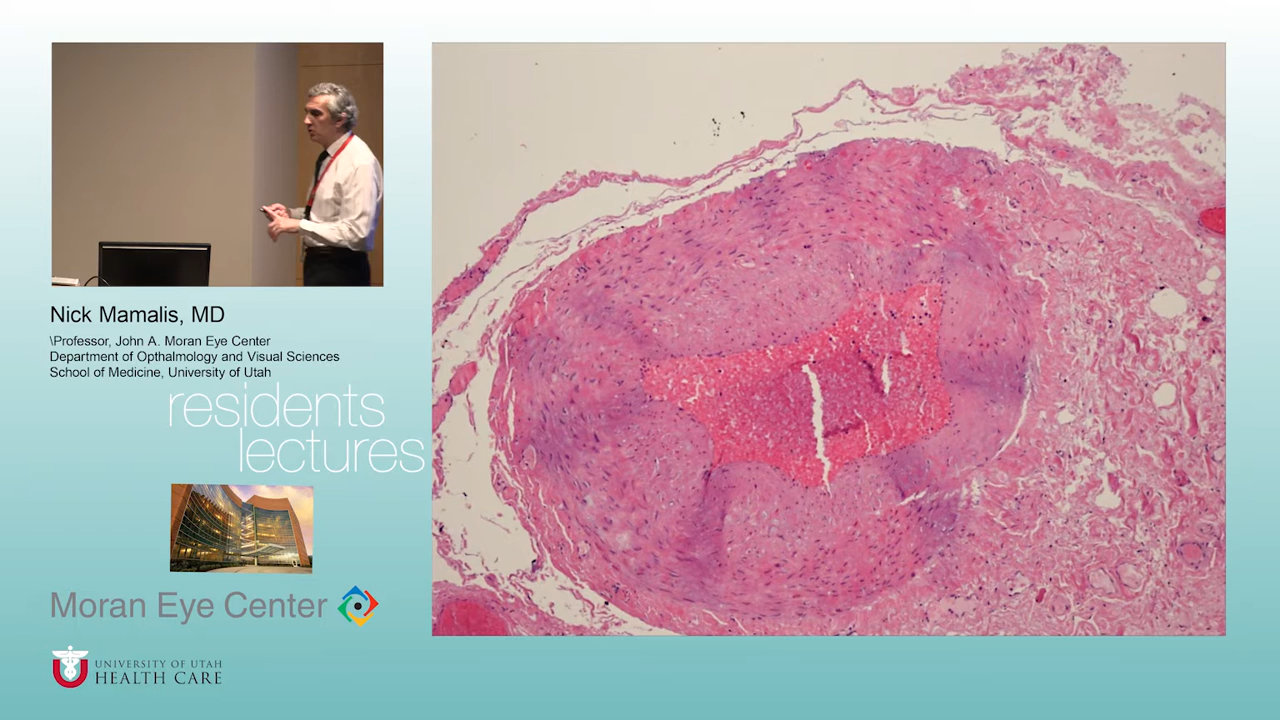 Nick Mamalis, MD
\Professor, John A. Moran Eye Center
Department of Opthalmology and Visual Sciences
School of Medicine, University of Utah
residents
lectures
Moran Eye Center
UNIVERSITY OF UTAH
HEALTH CARE